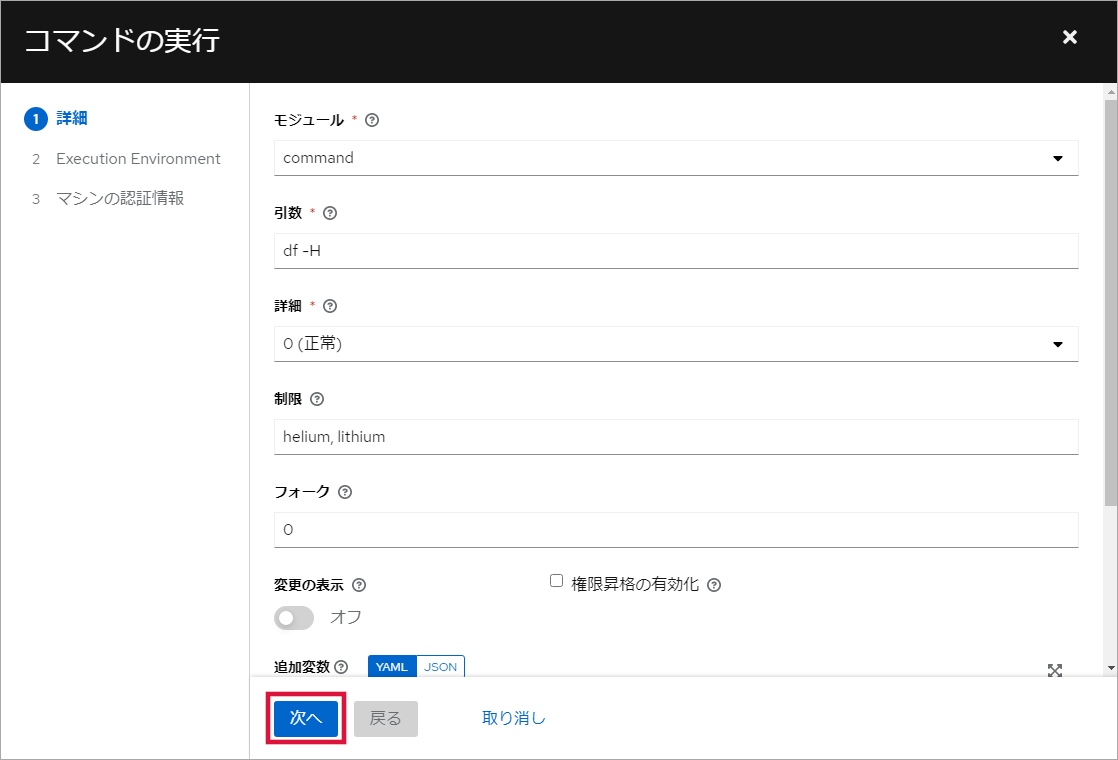 コマンドの実行
1 詳細
2 Execution Environment
3 マシンの認証情報
モジュール *
command
引数 *
df -H
詳細 *
0 (正常)
制限
helium, lithium
フォーク
0
変更の表示
オフ
権限昇格の有効化
追加変数 YAML JSON
次へ 戻る 取り消し